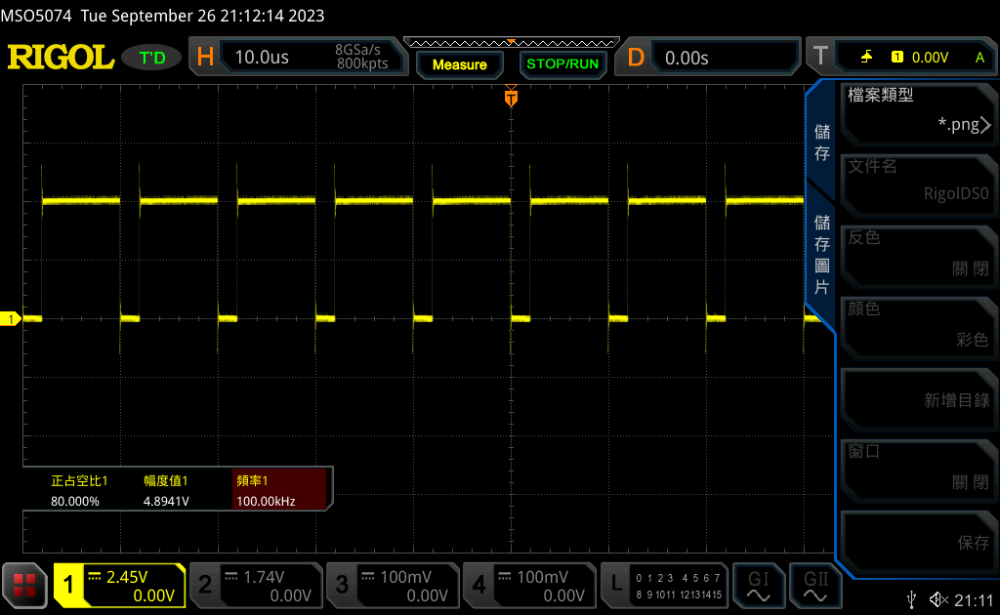 MSO5074 Tue September 26 21:12:14 2023
RIGOL T'D H 10.0us 8GSa/s 800kpts Measure STOP/RUN D 0.00s T 1 0.00V A
T
檔案類型
*.png
儲存
文件名
RigolDS0
儲存圖片
反色
關閉
顏色
彩色
1
新增目錄
窗口
關閉
正占空比1 幅度值1 頻率1
80.000% 4.8941V 100.00kHz
保存
1 2.45V 0.00V
2 1.74V 0.00V
3 100mV 0.00V
4 100mV 0.00V
L 0 1 2 3 4 5 6 7
8 9 10 11 12 13 14 15
GI GII
21:11